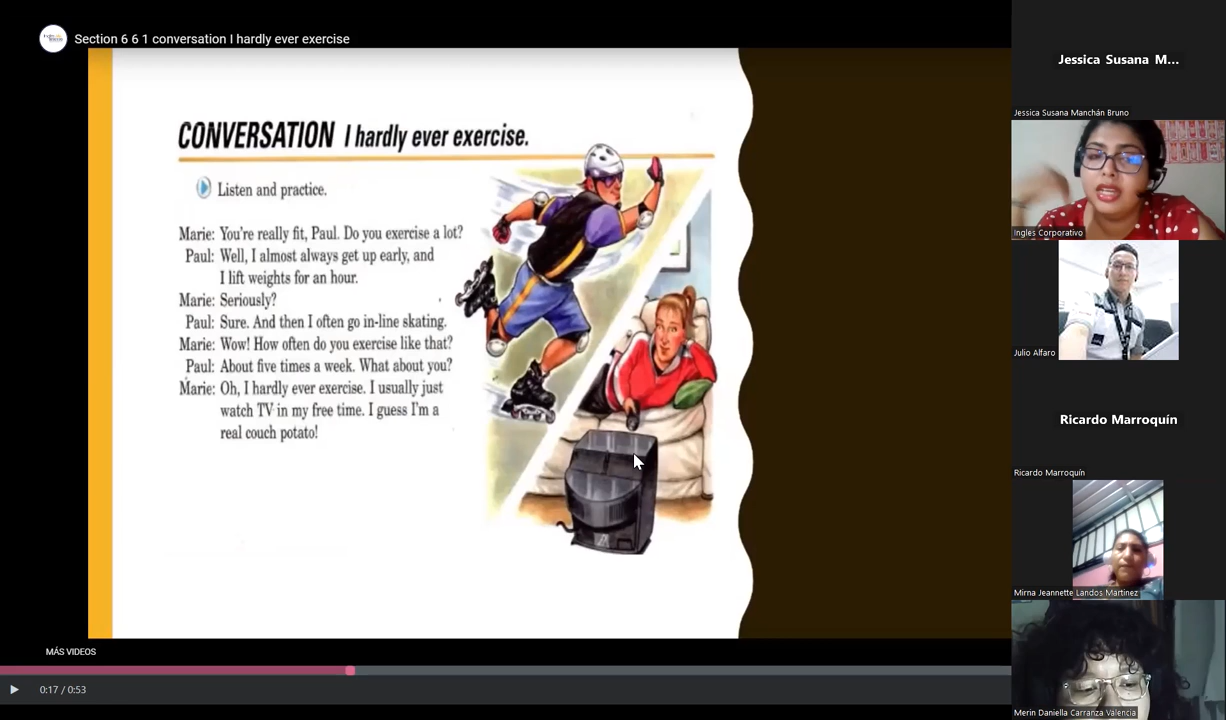 Section 6 6 1 conversation I hardly ever exercise
CONVERSATION I hardly ever exercise.
Listen and practice.
Marie: You're really fit, Paul. Do you exercise a lot?
Paul: Well, I almost always get up early, and
I lift weights for an hour.
Marie: Seriously?
Paul: Sure. And then I often go in-line skating.
Marie: Wow! How often do you exercise like that?
Paul: About five times a week. What about you?
Marie: Oh, I hardly ever exercise. I usually just
watch TV in my free time. I guess I'm a
real couch potato!
MÁS VIDEOS
0:17 / 0:53
Jessica Susana M...
Jessica Susana Manchán Bruno
Ingles Corporativo
Julio Alfaro
Ricardo Marroquín
Ricardo Marroquín
Mirna Jeannette Landos Martinez
Merin Daniella Carranza Valencia